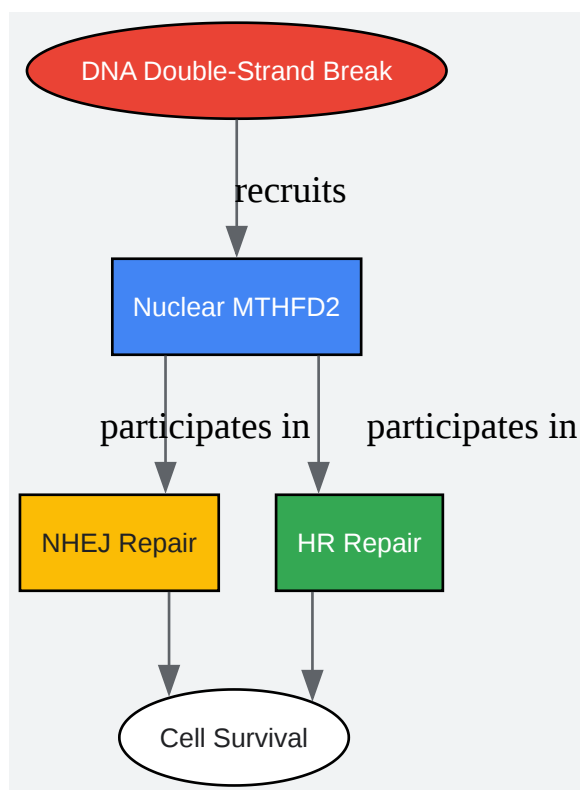 DNA Double-Strand Break
recruits
Nuclear MTHFD2
participates in
participates in
NHEJ Repair
HR Repair
Cell Survival